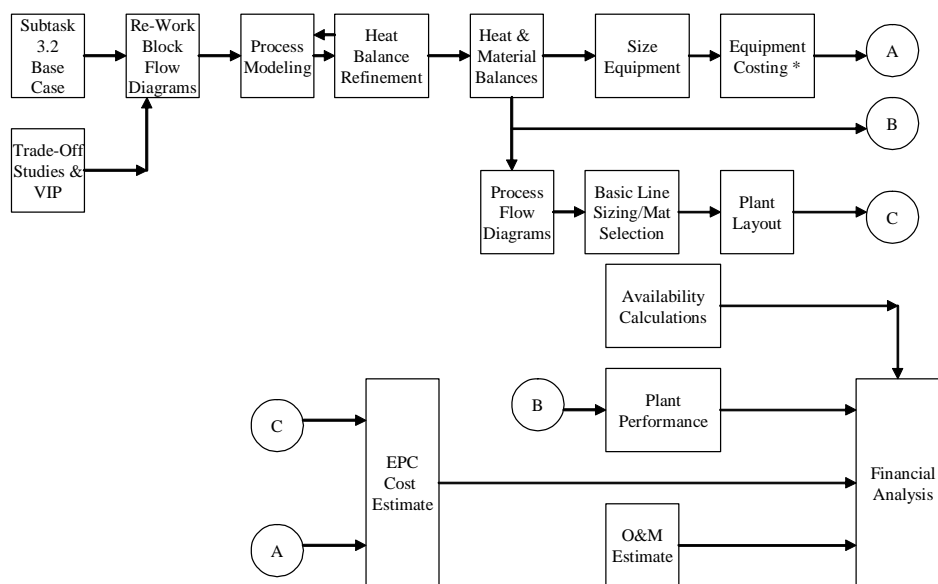 Subtask
3.2
Base
Case
Re-Work
Block
Flow
Diagrams
Process
Modeling
Heat
Balance
Refinement
Heat &
Material
Balances
Size
Equipment
Equipment
Costing *
A
B
Trade-Off
Studies &
VIP
Process
Flow
Diagrams
Basic Line
Sizing/Mat
Selection
Plant
Layout
C
Availability
Calculations
B
Plant
Performance
C
EPC
Cost
Estimate
Financial
Analysis
A
O&M
Estimate